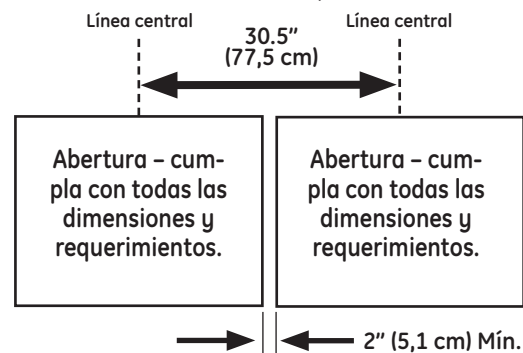 Línea central
Línea central
30.5"
(77,5 cm)
Abertura – cum-
pla con todas las
dimensiones y
requerimientos.
Abertura – cum-
pla con todas las
dimensiones y
requerimientos.
2" (5,1 cm) Mín.